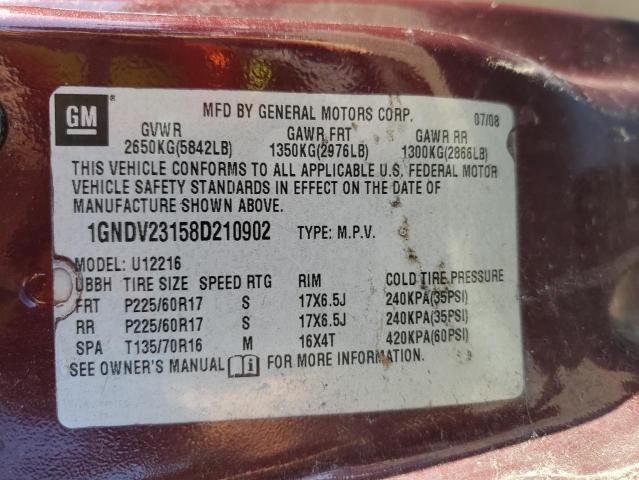 GM
MFD BY GENERAL MOTORS CORP. 07/08
GVWR GAWR FRT GAWR RR
2650KG(5842LB) 1350KG(2976LB) 1300KG(2866LB)
THIS VEHICLE CONFORMS TO ALL APPLICABLE U.S. FEDERAL MOTOR
VEHICLE SAFETY STANDARDS IN EFFECT ON THE DATE OF
MANUFACTURE SHOWN ABOVE.
1GNDV23158D210902 TYPE: M.P.V.
MODEL: U12216
UBBH TIRE SIZE SPEED RTG RIM COLD TIRE PRESSURE
FRT P225/60R17 S 17X6.5J 240KPA(35PSI)
RR P225/60R17 S 17X6.5J 240KPA(35PSI)
SPA T135/70R16 M 16X4T 420KPA(60PSI)
SEE OWNER'S MANUAL FOR MORE INFORMATION.